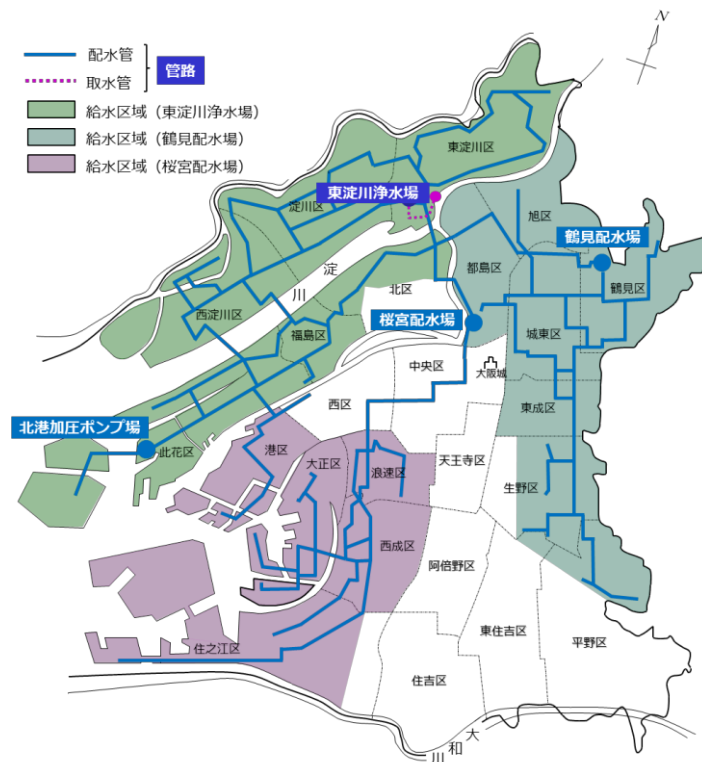 N
配水管
取水管
管路
給水区域（東淀川浄水場）
給水区域（鶴見配水場）
給水区域（桜宮配水場）
東淀川区
淀川区
東淀川浄水場
旭区
鶴見配水場
淀
川
北区
都島区
鶴見区
西淀川区
福島区
桜宮配水場
城東区
中央区
大阪城
西区
東成区
北港加圧ポンプ場
此花区
港区
大正区
浪速区
天王寺区
生野区
西成区
阿倍野区
東住吉区
平野区
住之江区
住吉区
大
和
川